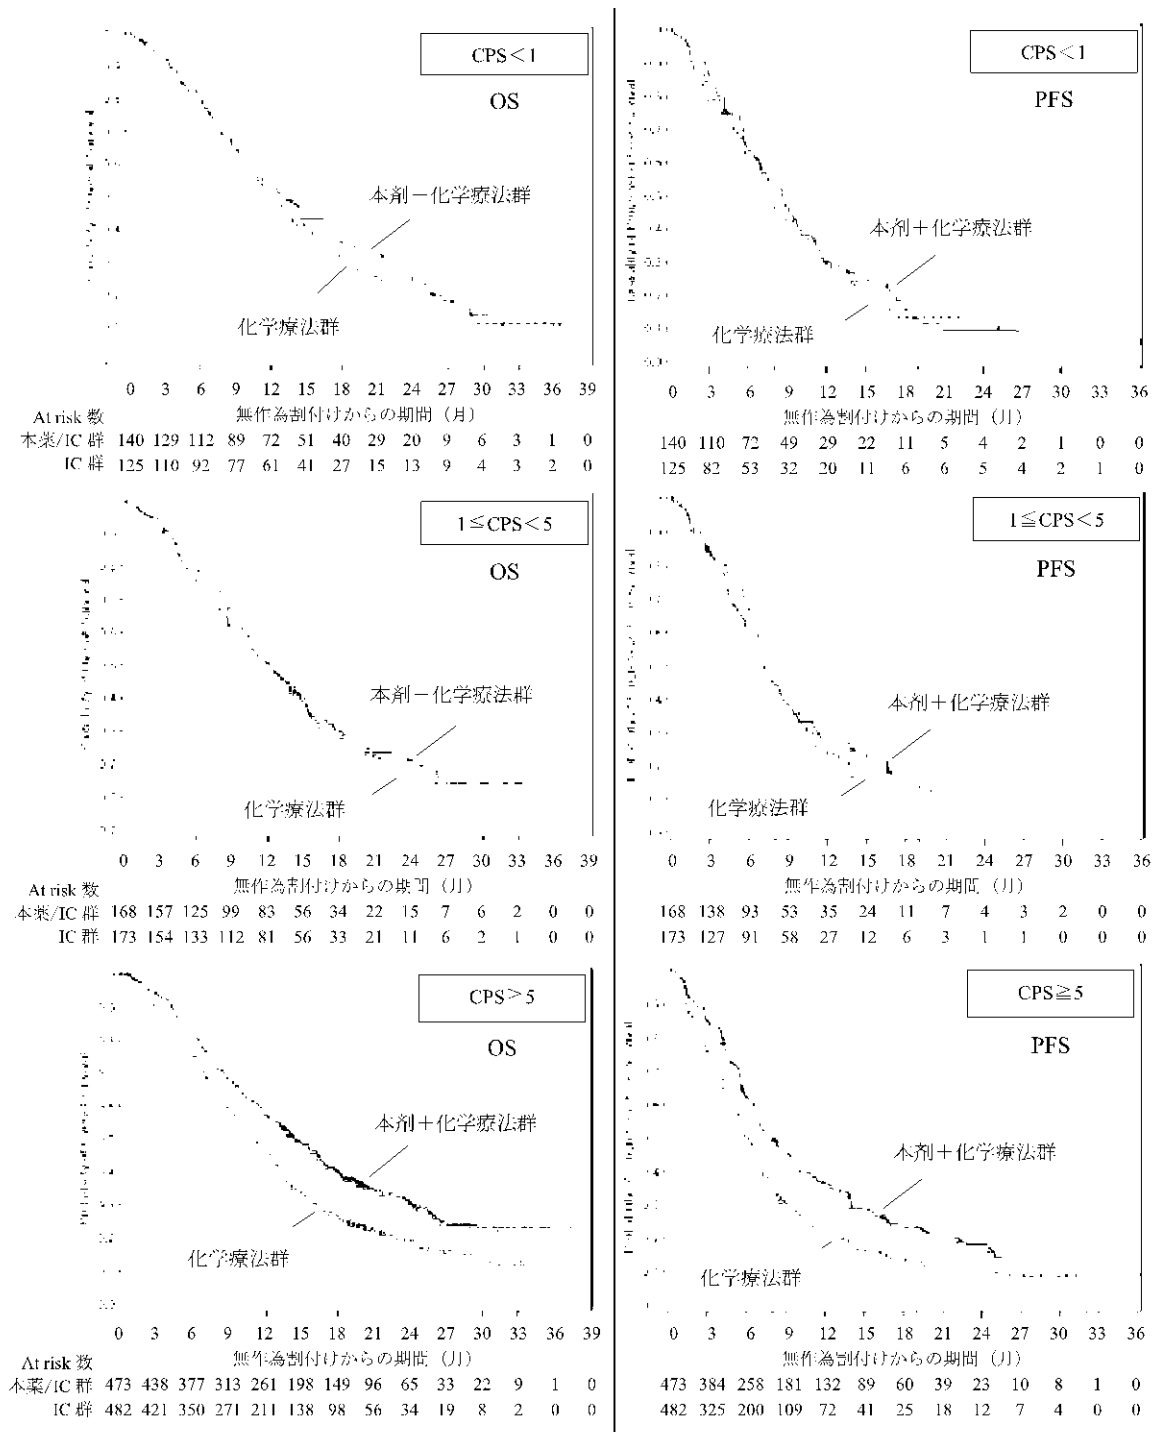 CPS<1
OS
本剤－化学療法群
化学療法群
0 3 6 9 12 15 18 21 24 27 30 33 36 39
At risk 数
無作為割付けからの期間（月）
本薬/IC 群 140 129 112 89 72 51 40 29 20 9 6 3 1 0
IC 群 125 110 92 77 61 41 27 15 13 9 4 3 2 0
CPS<1
PFS
本剤＋化学療法群
化学療法群
0 3 6 9 12 15 18 21 24 27 30 33 36
無作為割付けからの期間（月）
140 110 72 49 29 22 11 5 4 2 1 0 0
125 82 53 32 20 11 6 6 5 4 2 1 0
1≦CPS<5
OS
本剤－化学療法群
化学療法群
0 3 6 9 12 15 18 21 24 27 30 33 36 39
At risk 数
無作為割付けからの期間（月）
本薬/IC 群 168 157 125 99 83 56 34 22 15 7 6 2 0 0
IC 群 173 154 133 112 81 56 33 21 11 6 2 1 0 0
1≦CPS<5
PFS
本剤＋化学療法群
化学療法群
0 3 6 9 12 15 18 21 24 27 30 33 36
無作為割付けからの期間（月）
168 138 93 53 35 24 11 7 4 3 2 0 0
173 127 91 58 27 12 6 3 1 1 0 0 0
CPS>5
OS
本剤＋化学療法群
化学療法群
0 3 6 9 12 15 18 21 24 27 30 33 36 39
At risk 数
無作為割付けからの期間（月）
本薬/IC 群 473 438 377 313 261 198 149 96 65 33 22 9 1 0
IC 群 482 421 350 271 211 138 98 56 34 19 8 2 0 0
CPS≧5
PFS
本剤＋化学療法群
化学療法群
0 3 6 9 12 15 18 21 24 27 30 33 36
無作為割付けからの期間（月）
473 384 258 181 132 89 60 39 23 10 8 1 0
482 325 200 109 72 41 25 18 12 7 4 0 0